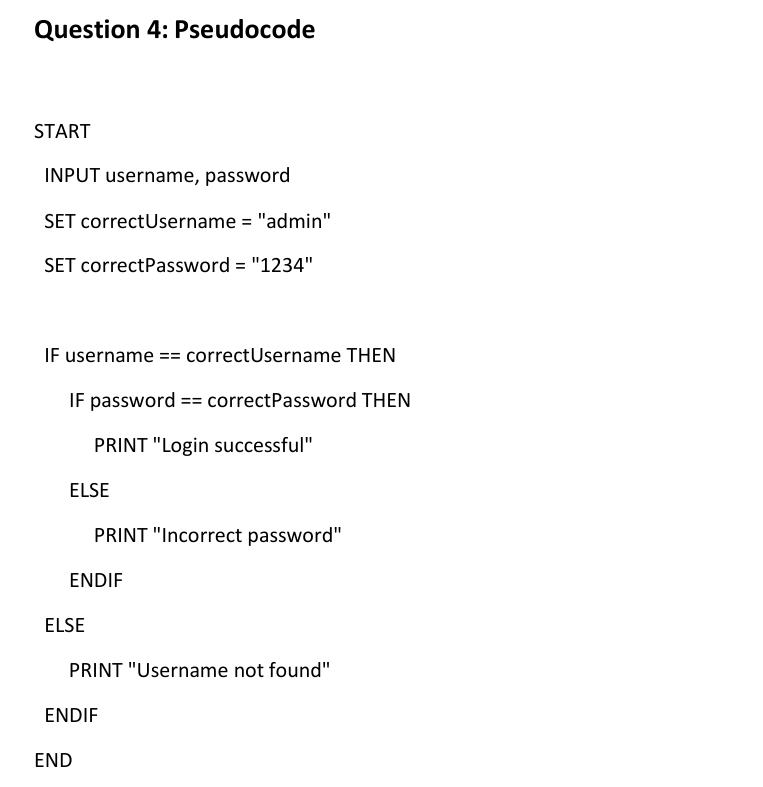 Question 4: Pseudocode
START
INPUT username, password
SET correctUsername = "admin"
SET correctPassword = "1234"
IF username == correctUsername THEN
IF password == correctPassword THEN
PRINT "Login successful"
ELSE
PRINT "Incorrect password"
ENDIF
ELSE
PRINT "Username not found"
ENDIF
END